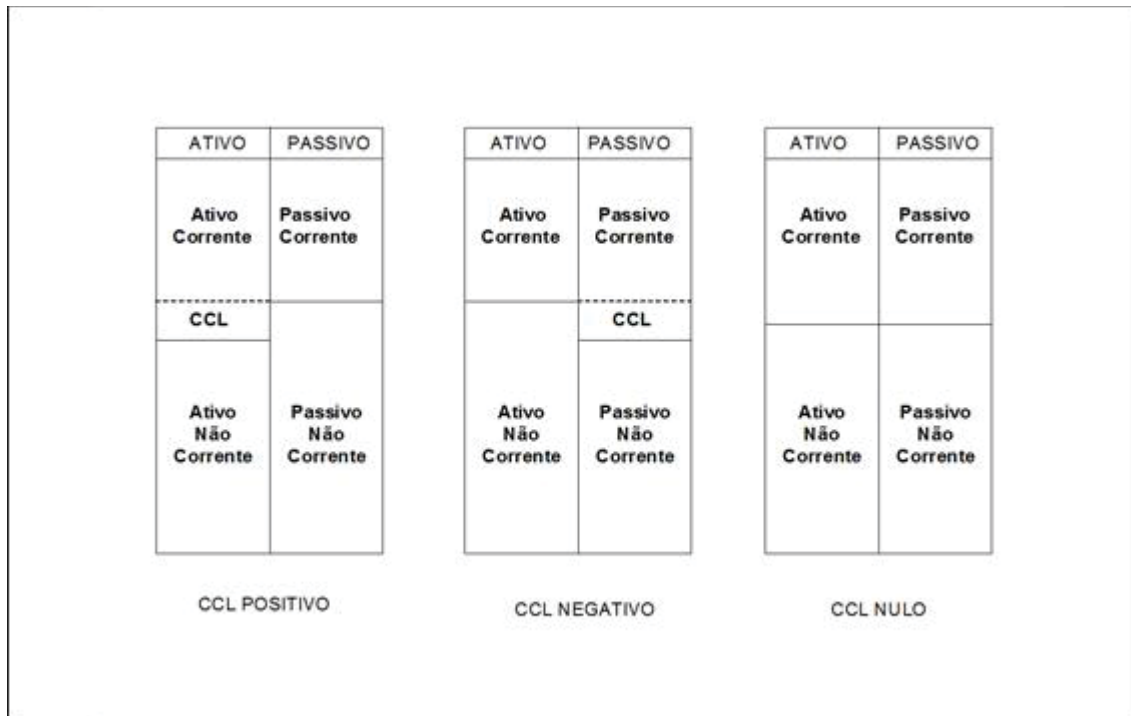 ATIVO PASSIVO
Ativo
Corrente
Passivo
Corrente
CCL
Ativo
Não
Corrente
Passivo
Não
Corrente
CCL POSITIVO
ATIVO PASSIVO
Ativo
Corrente
Passivo
Corrente
CCL
Ativo
Não
Corrente
Passivo
Não
Corrente
CCL NEGATIVO
ATIVO PASSIVO
Ativo
Corrente
Passivo
Corrente
Ativo
Não
Corrente
Passivo
Não
Corrente
CCL NULO